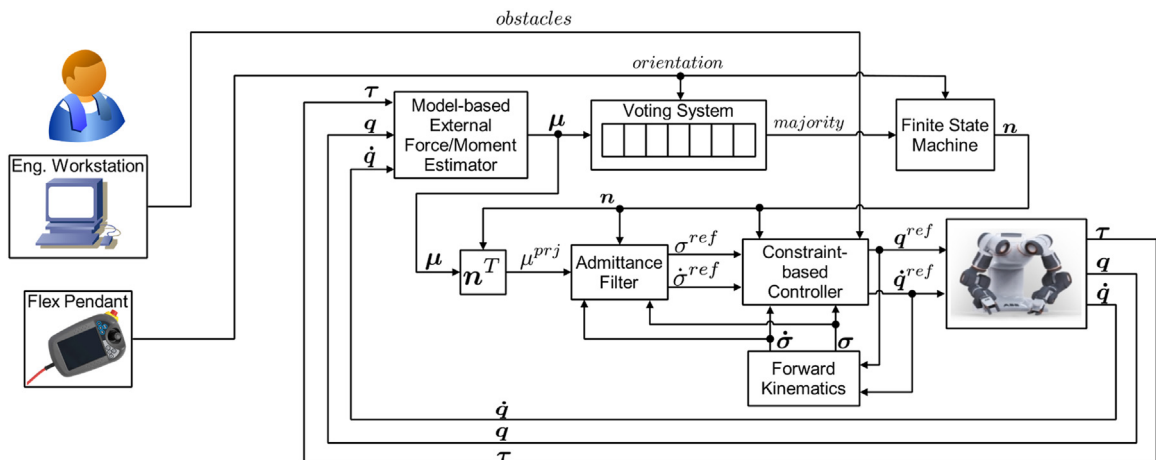 obstacles
orientation
τ
q
q̇
Model-based
External
Force/Moment
Estimator
μ
Voting System
majority
Finite State
Machine
n
Eng. Workstation
n
μ
n^T
μ^{prj}
Admittance
Filter
σ^{ref}
σ̇^{ref}
Constraint-
based
Controller
q^{ref}
q̇^{ref}
ABB
τ
q
q̇
Flex Pendant
σ̇
σ
Forward
Kinematics
q̇
q
τ